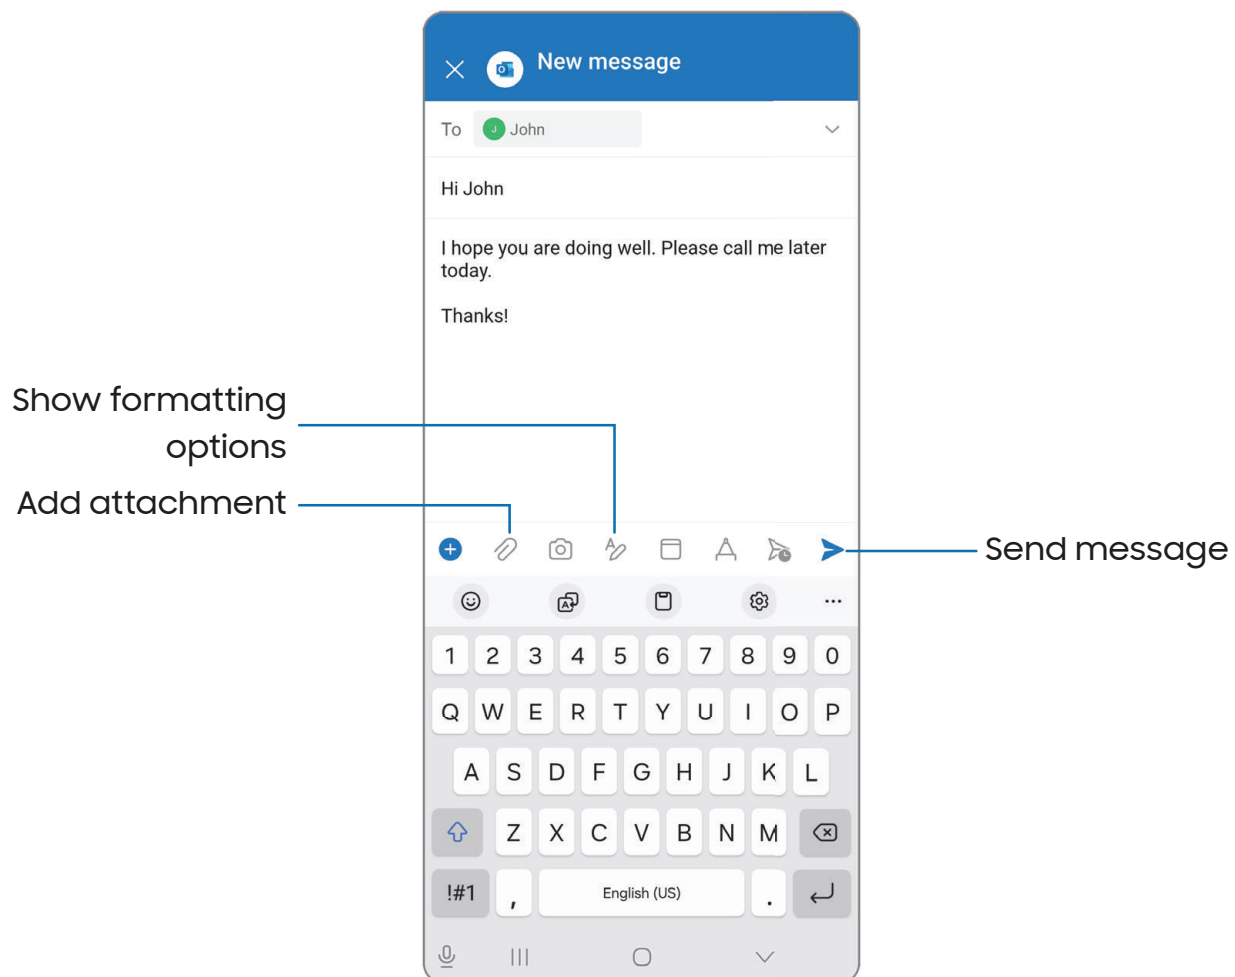 New message
To John
Hi John
I hope you are doing well. Please call me later
today.
Thanks!
Show formatting
options
Add attachment
Send message
1 2 3 4 5 6 7 8 9 0
Q W E R T Y U I O P
A S D F G H J K L
Z X C V B N M
!#1 , English (US) .